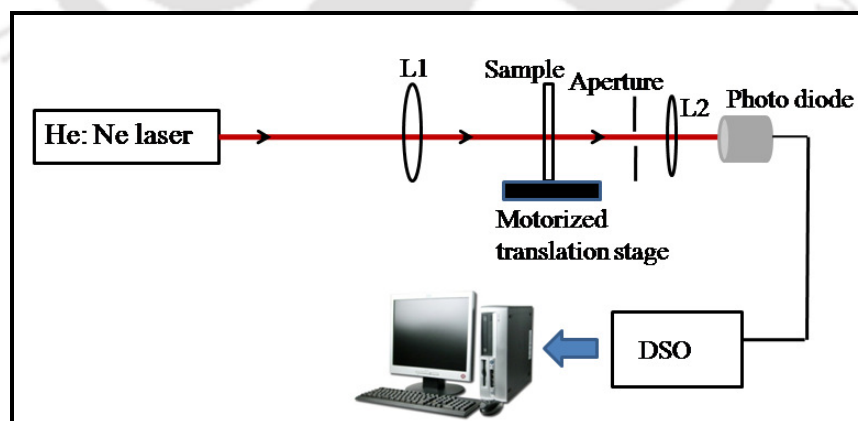 L1
Sample
Aperture
L2
Photo diode
He: Ne laser
Motorized
translation stage
DSO